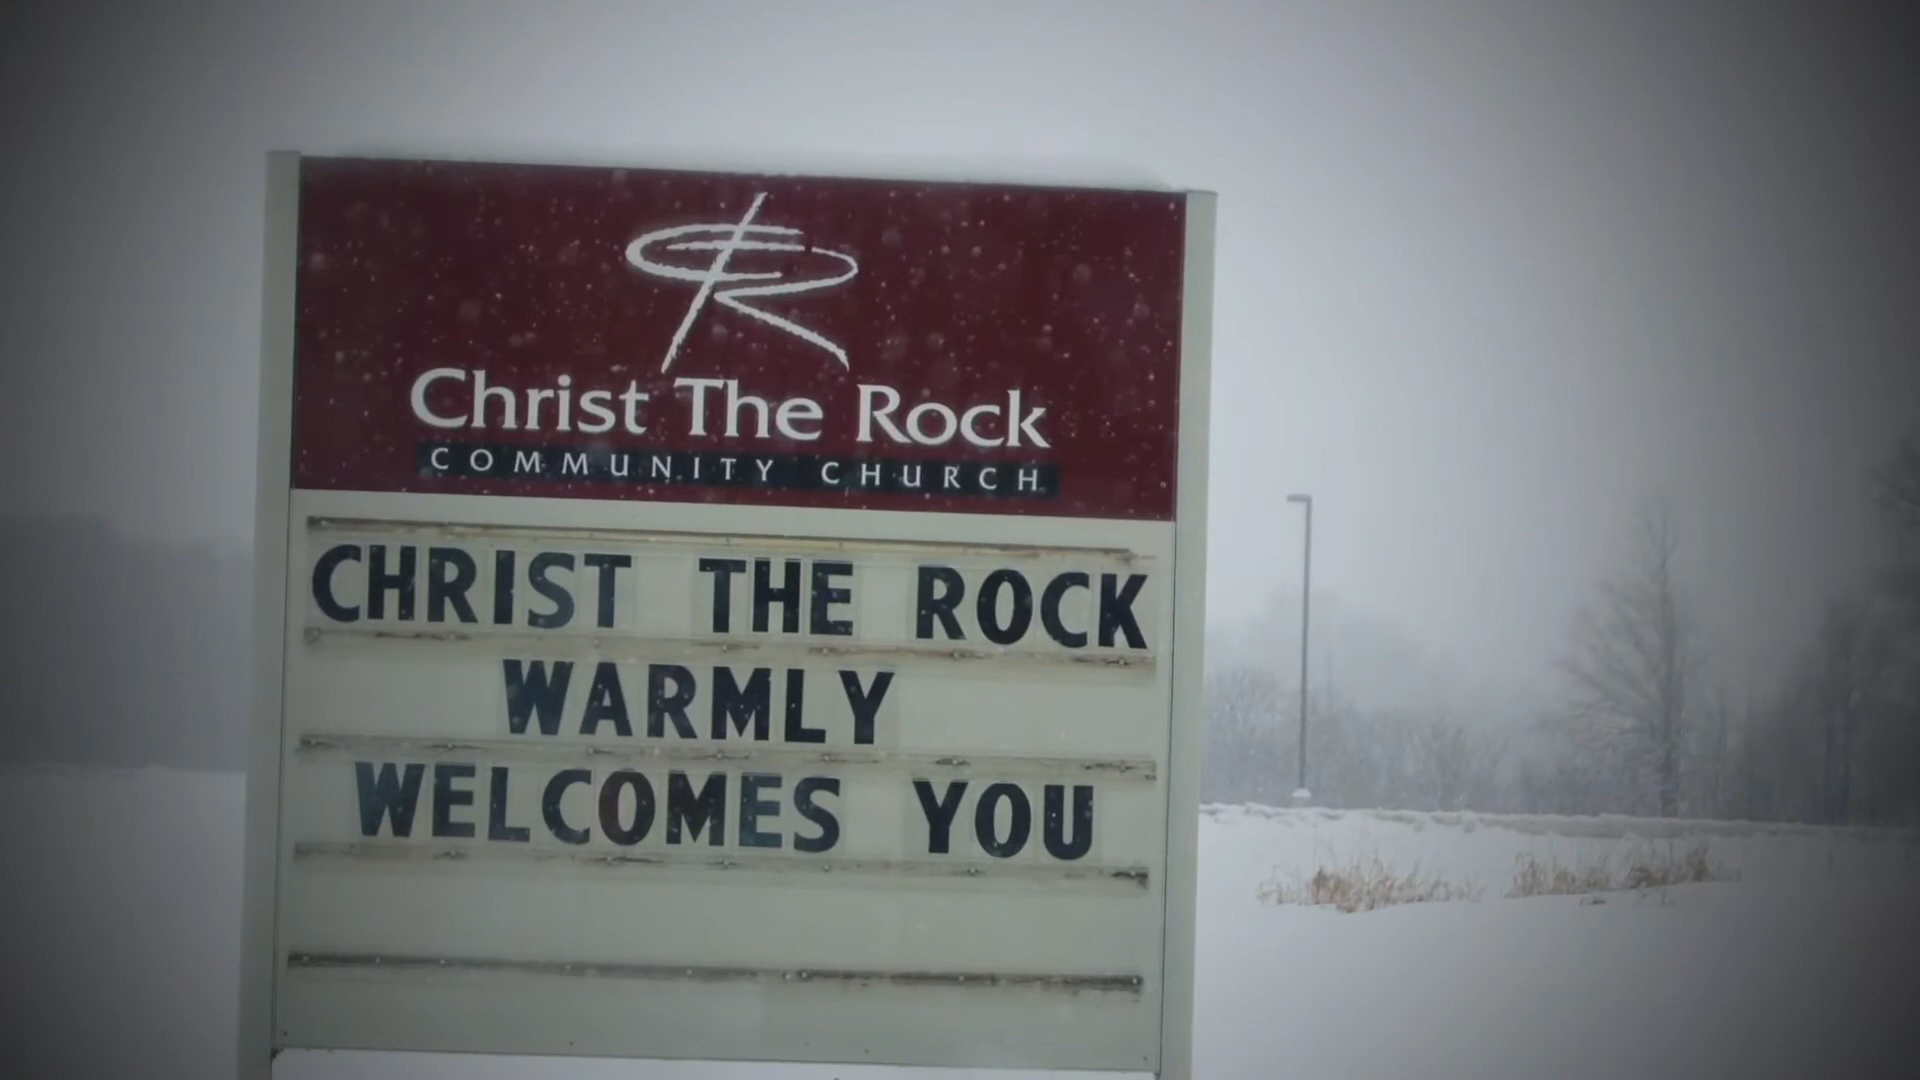 Christ The Rock
COMMUNITY CHURCH
CHRIST THE ROCK
WARMLY
WELCOMES YOU